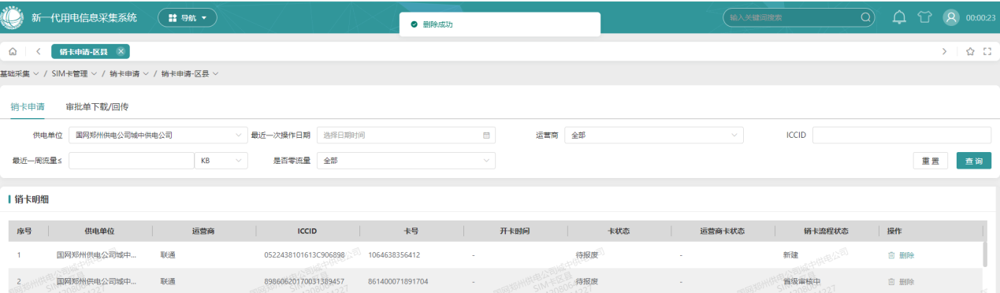 新一代用电信息采集系统 导航 删除成功 输入关键词搜索 00:00:23
销卡申请-区县
基础采集 / SIM卡管理 / 销卡申请 / 销卡申请-区县
销卡申请 审批单下载/回传
供电单位 国网郑州供电公司城中供电公司 最近一次操作日期 选择日期时间 运营商 全部 ICCID
最近一周流量≤ KB 是否零流量 全部 重置 查询
销卡明细
序号 供电单位 运营商 ICCID 卡号 开卡时间 卡状态 运营商卡状态 销卡流程状态 操作
1 国网郑州供电公司城中... 联通 0522438101613C906898 1064638356412 - 待报废 - 新建 删除
2 国网郑州供电公司城中... 联通 89860620170031389457 861400071891704 - 待报废 - 省级审核中 删除